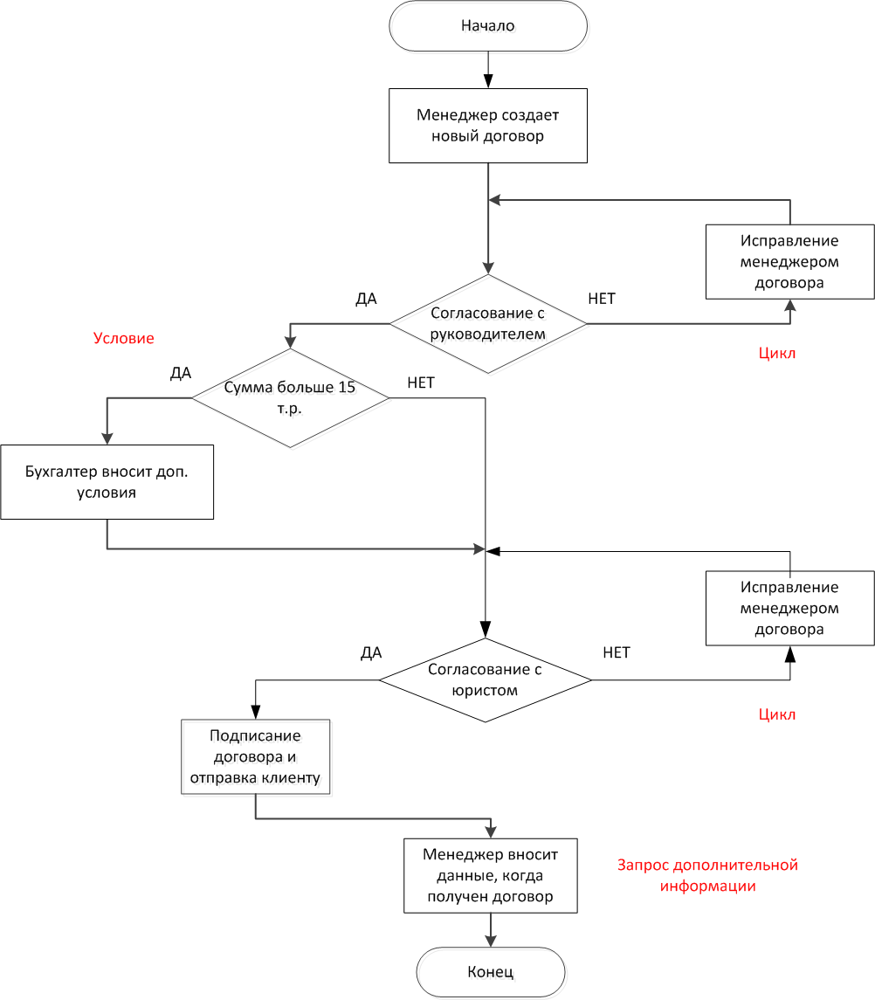 Начало
Менеджер создает
новый договор
Исправление
менеджером
договора
ДА
Согласование с
руководителем
НЕТ
Условие
Цикл
ДА
Сумма больше 15
т.р.
НЕТ
Бухгалтер вносит доп.
условия
Исправление
менеджером
договора
ДА
Согласование с
юристом
НЕТ
Цикл
Подписание
договора и
отправка клиенту
Менеджер вносит
данные, когда
получен договор
Запрос дополнительной
информации
Конец